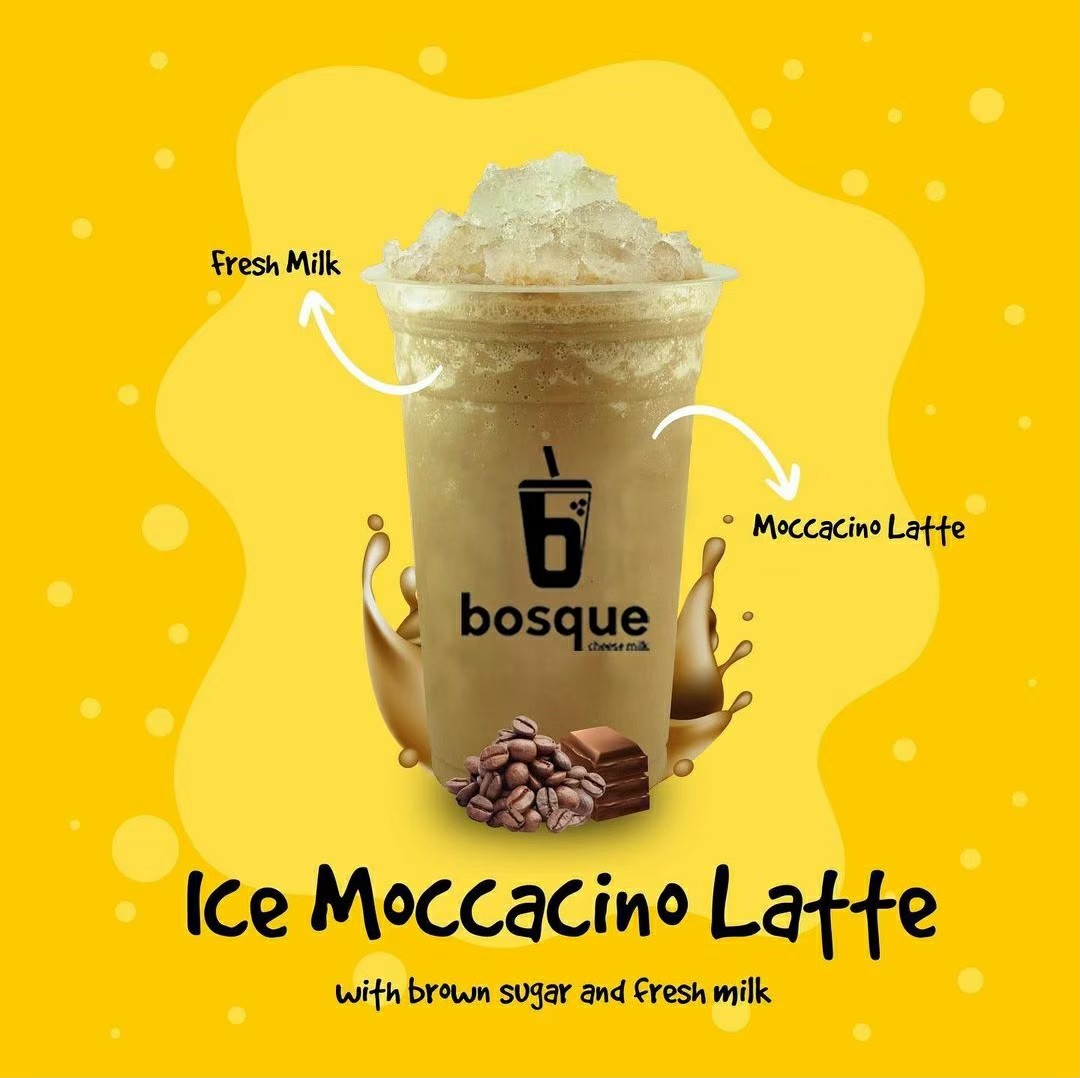 Fresh Milk
Moccacino Latte
bosque
cheese milk
Ice Moccacino Latte
with brown sugar and fresh milk